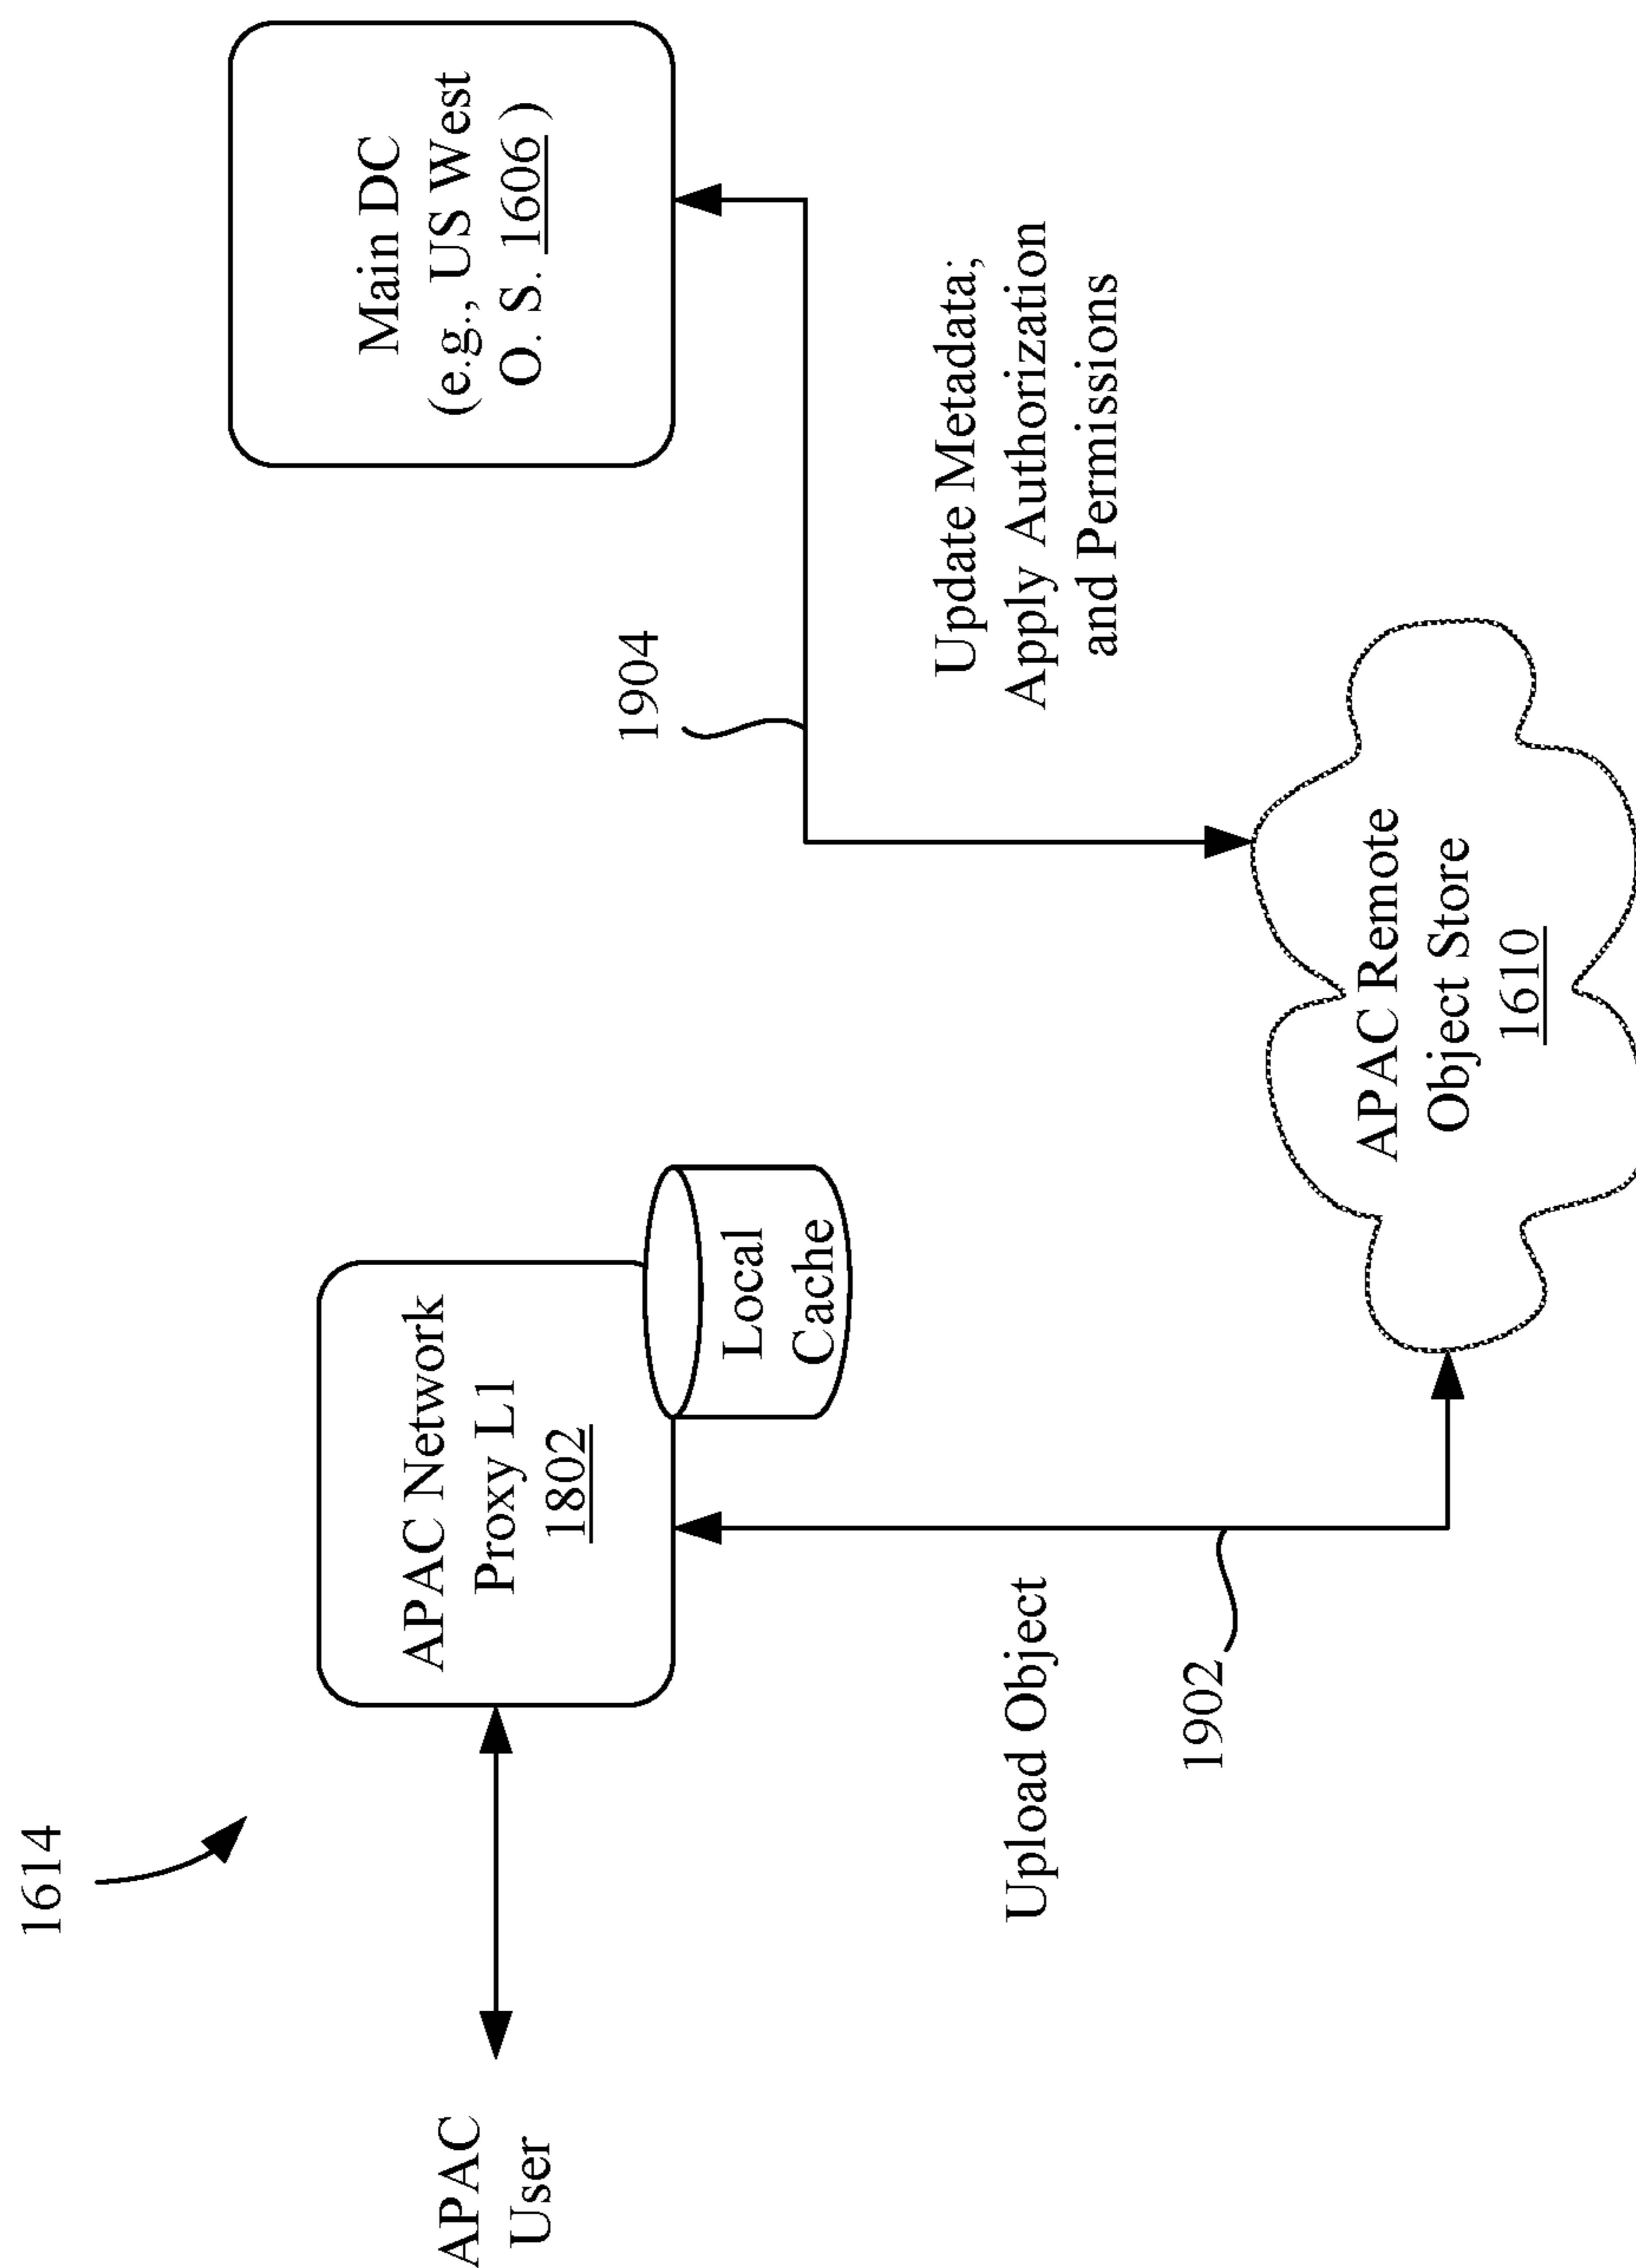 1614
APAC
User
APAC Network
Proxy L1
1802
Local
Cache
Main DC
(e.g., US West
O. S. 1606 )
Upload Object
1902
1904
Update Metadata;
Apply Authorization
and Permissions
APAC Remote
Object Store
1610